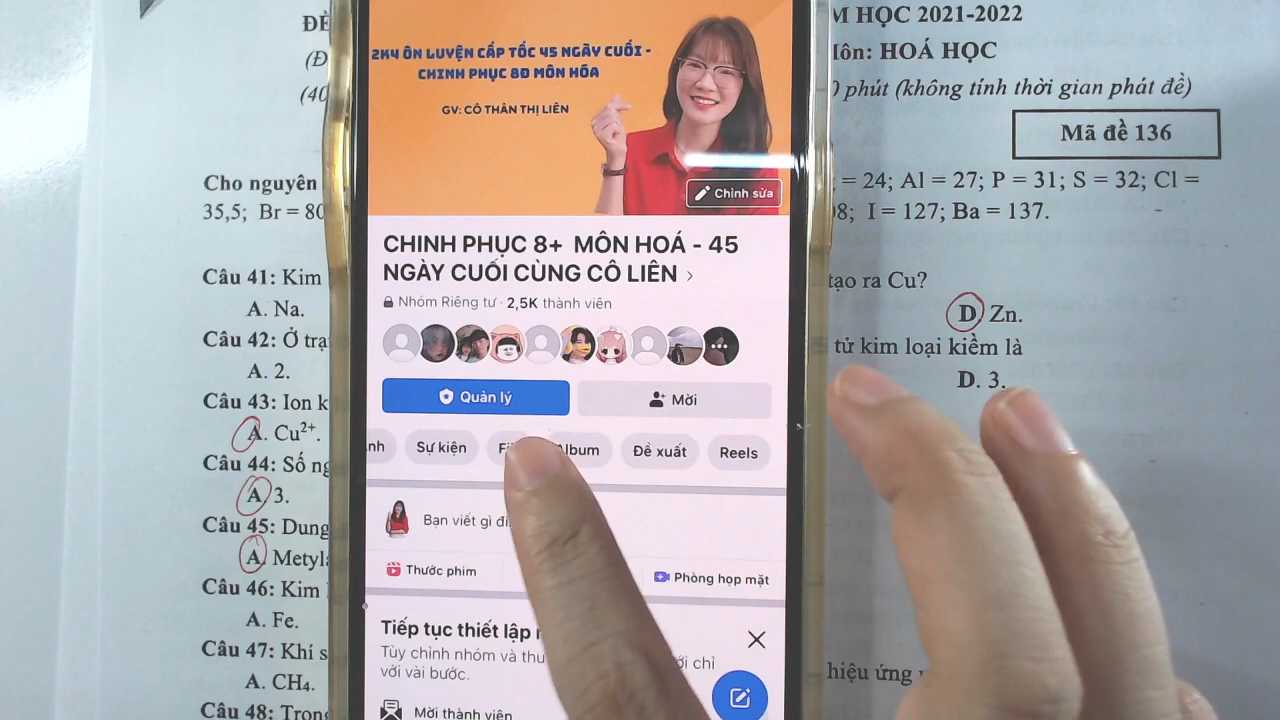 ĐỀ
M HỌC 2021-2022
Môn: HOÁ HỌC
(40
phút (không tính thời gian phát đề)
Mã đề 136
Cho nguyên
= 24; Al = 27; P = 31; S = 32; Cl =
35,5; Br = 80
I = 127; Ba = 137.
Câu 41: Kim
tạo ra Cu?
A. Na.
D. Zn.
Câu 42: Ở
tử kim loại kiềm là
A. 2.
D. 3.
Câu 43: Ion
A. Cu²⁺.
Câu 44: Số
A. 3.
Câu 45: Dung
A.
Câu 46: Kim
A. Fe.
Câu 47: Khí
hiệu ứng
A. CH₄.
Câu 48:
2K4 ÔN LUYỆN CẤP TỐC 45 NGÀY CUỐI -
CHINH PHỤC 8Đ MÔN HÓA
GV: CÔ THÂN THỊ LIÊN
Chỉnh sửa
CHINH PHỤC 8+ MÔN HOÁ - 45
NGÀY CUỐI CÙNG CÔ LIÊN >
Nhóm Riêng tư · 2,5K thành viên
Quản lý
Mời
Sự kiện
Album
Đề xuất
Reels
Bạn viết gì đi
Thước phim
Phòng họp mặt
Tiếp tục thiết lập
Tùy chỉnh nhóm và
chỉ
với vài bước.
Mời thành viên